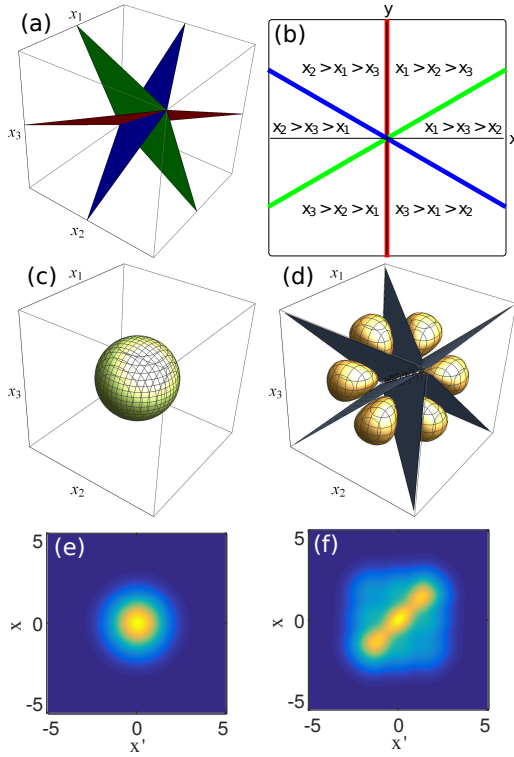 (a)
x₁
x₃
x₂
(b)
y
x₂ > x₁ > x₃
x₁ > x₂ > x₃
x₂ > x₃ > x₁
x₁ > x₃ > x₂
x
x₃ > x₂ > x₁
x₃ > x₁ > x₂
(c)
x₁
x₃
x₂
(d)
x₁
x₃
x₂
(e)
5
x
0
-5
-5
0
5
x'
(f)
5
x
0
-5
-5
0
5
x'